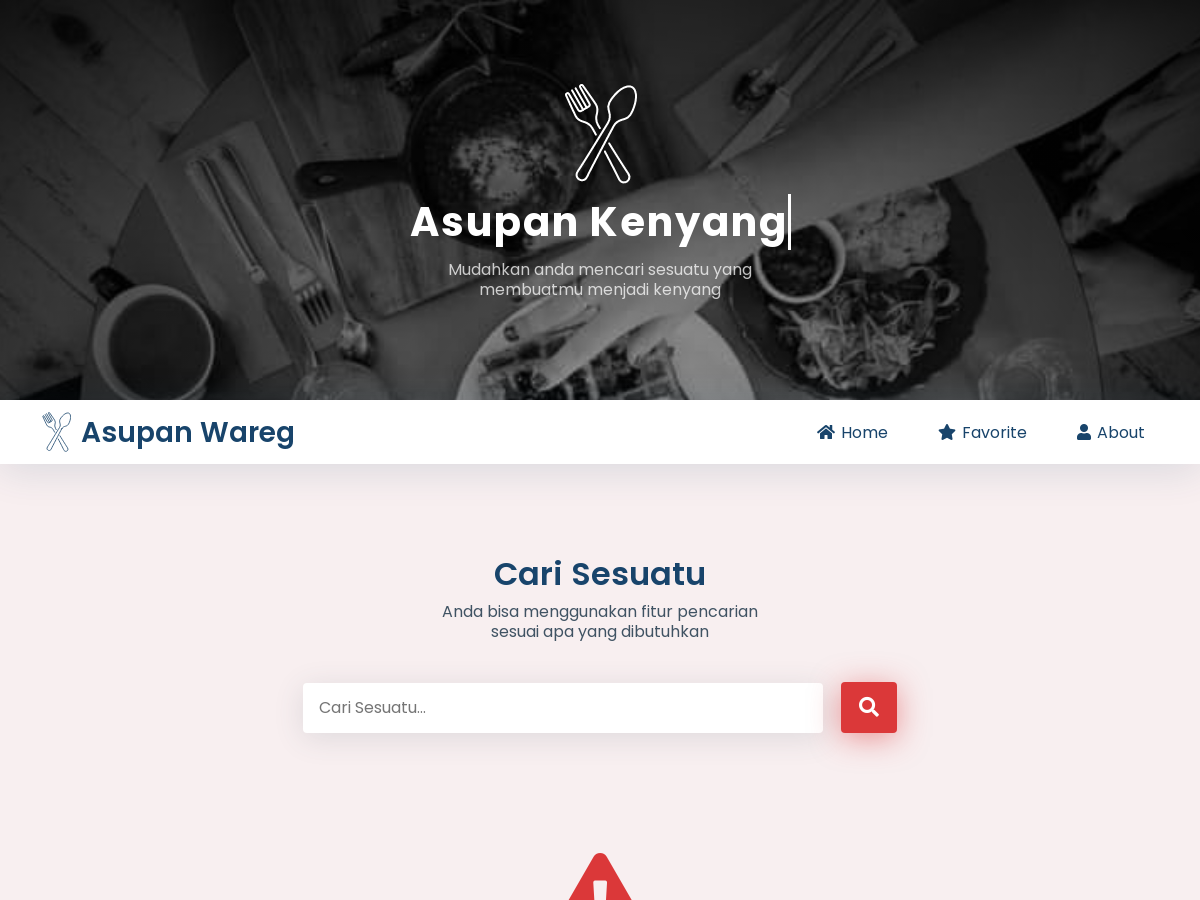 Asupan Kenyang
Mudahkan anda mencari sesuatu yang
membuatmu menjadi kenyang
Asupan Wareg
Home
Favorite
About
Cari Sesuatu
Anda bisa menggunakan fitur pencarian
sesuai apa yang dibutuhkan
Cari Sesuatu...